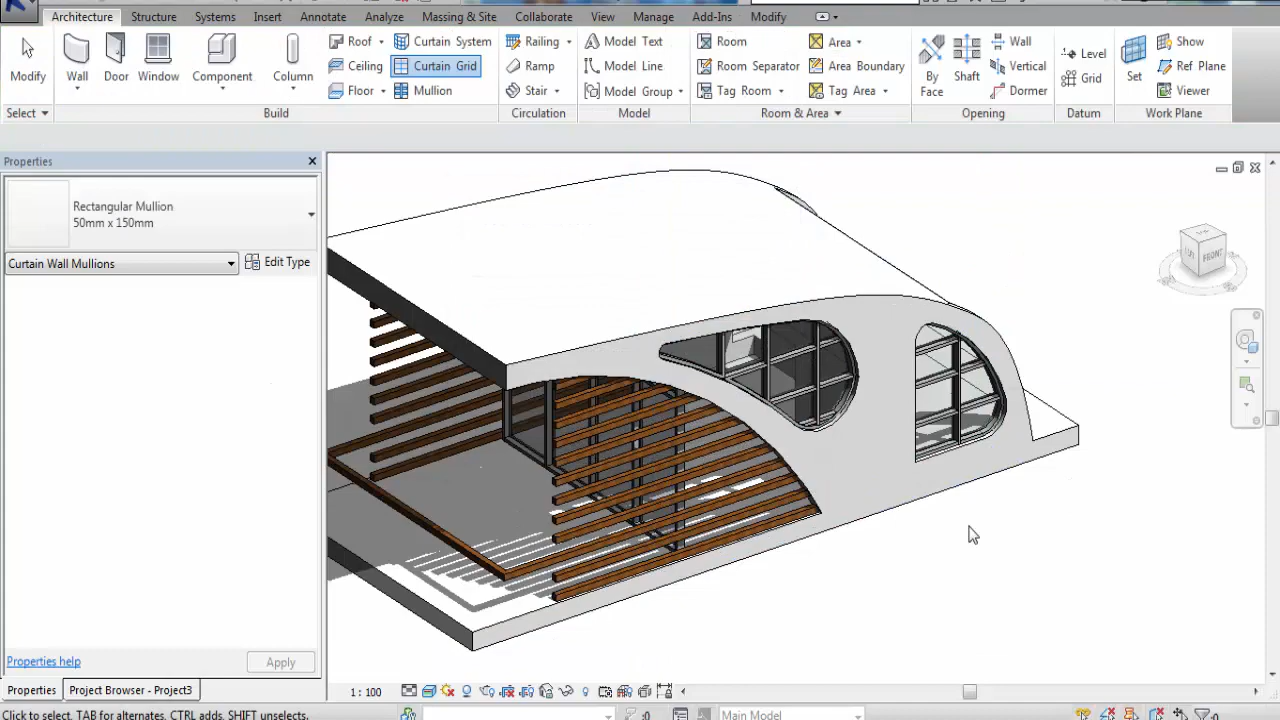 Architecture Structure Systems Insert Annotate Analyze Massing & Site Collaborate View Manage Add-Ins Modify
Modify
Wall
Door
Window
Component
Column
Roof
Ceiling
Floor
Curtain System
Curtain Grid
Mullion
Railing
Ramp
Stair
Model Text
Model Line
Model Group
Room
Room Separator
Tag Room
Area
Area Boundary
Tag Area
By
Face
Shaft
Wall
Vertical
Dormer
Level
Grid
Set
Show
Ref Plane
Viewer
Select
Build
Circulation
Model
Room & Area
Opening
Datum
Work Plane
Properties
Rectangular Mullion
50mm x 150mm
Curtain Wall Mullions
Edit Type
FRONT
Properties help
Apply
Properties
Project Browser - Project3
1 : 100
Click to select, TAB for alternates, CTRL adds, SHIFT unselects.
:0
Main Model